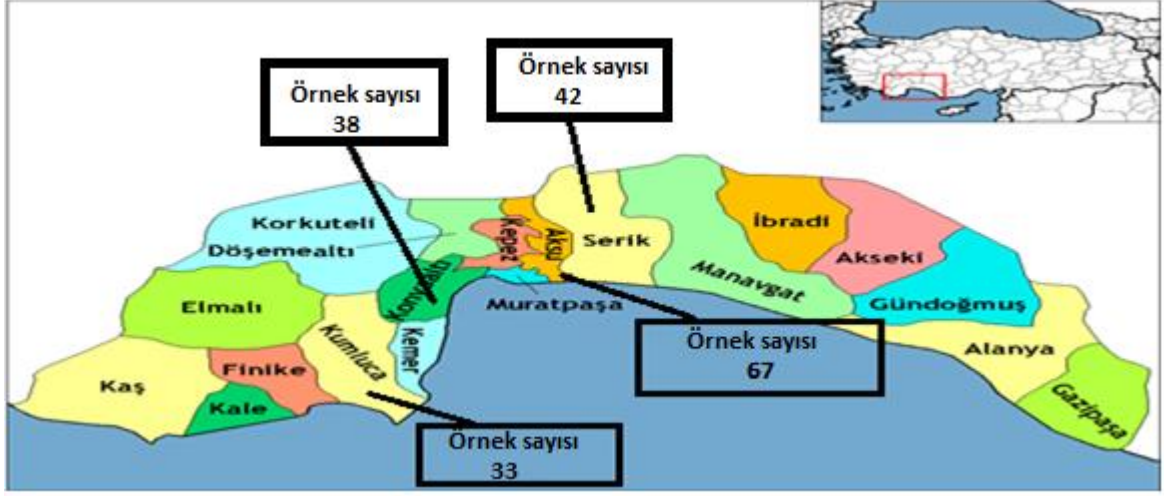 Örnek sayısı
42
Örnek sayısı
38
Korkuteli
Döşemealtı
Kepez
Aksu
Serik
İbradi
Akseki
Manavgat
Gündoğmuş
Elmalı
Konyaaltı
Muratpaşa
Kumluca
Kemer
Örnek sayısı
67
Alanya
Gazipaşa
Kaş
Finike
Kale
Örnek sayısı
33